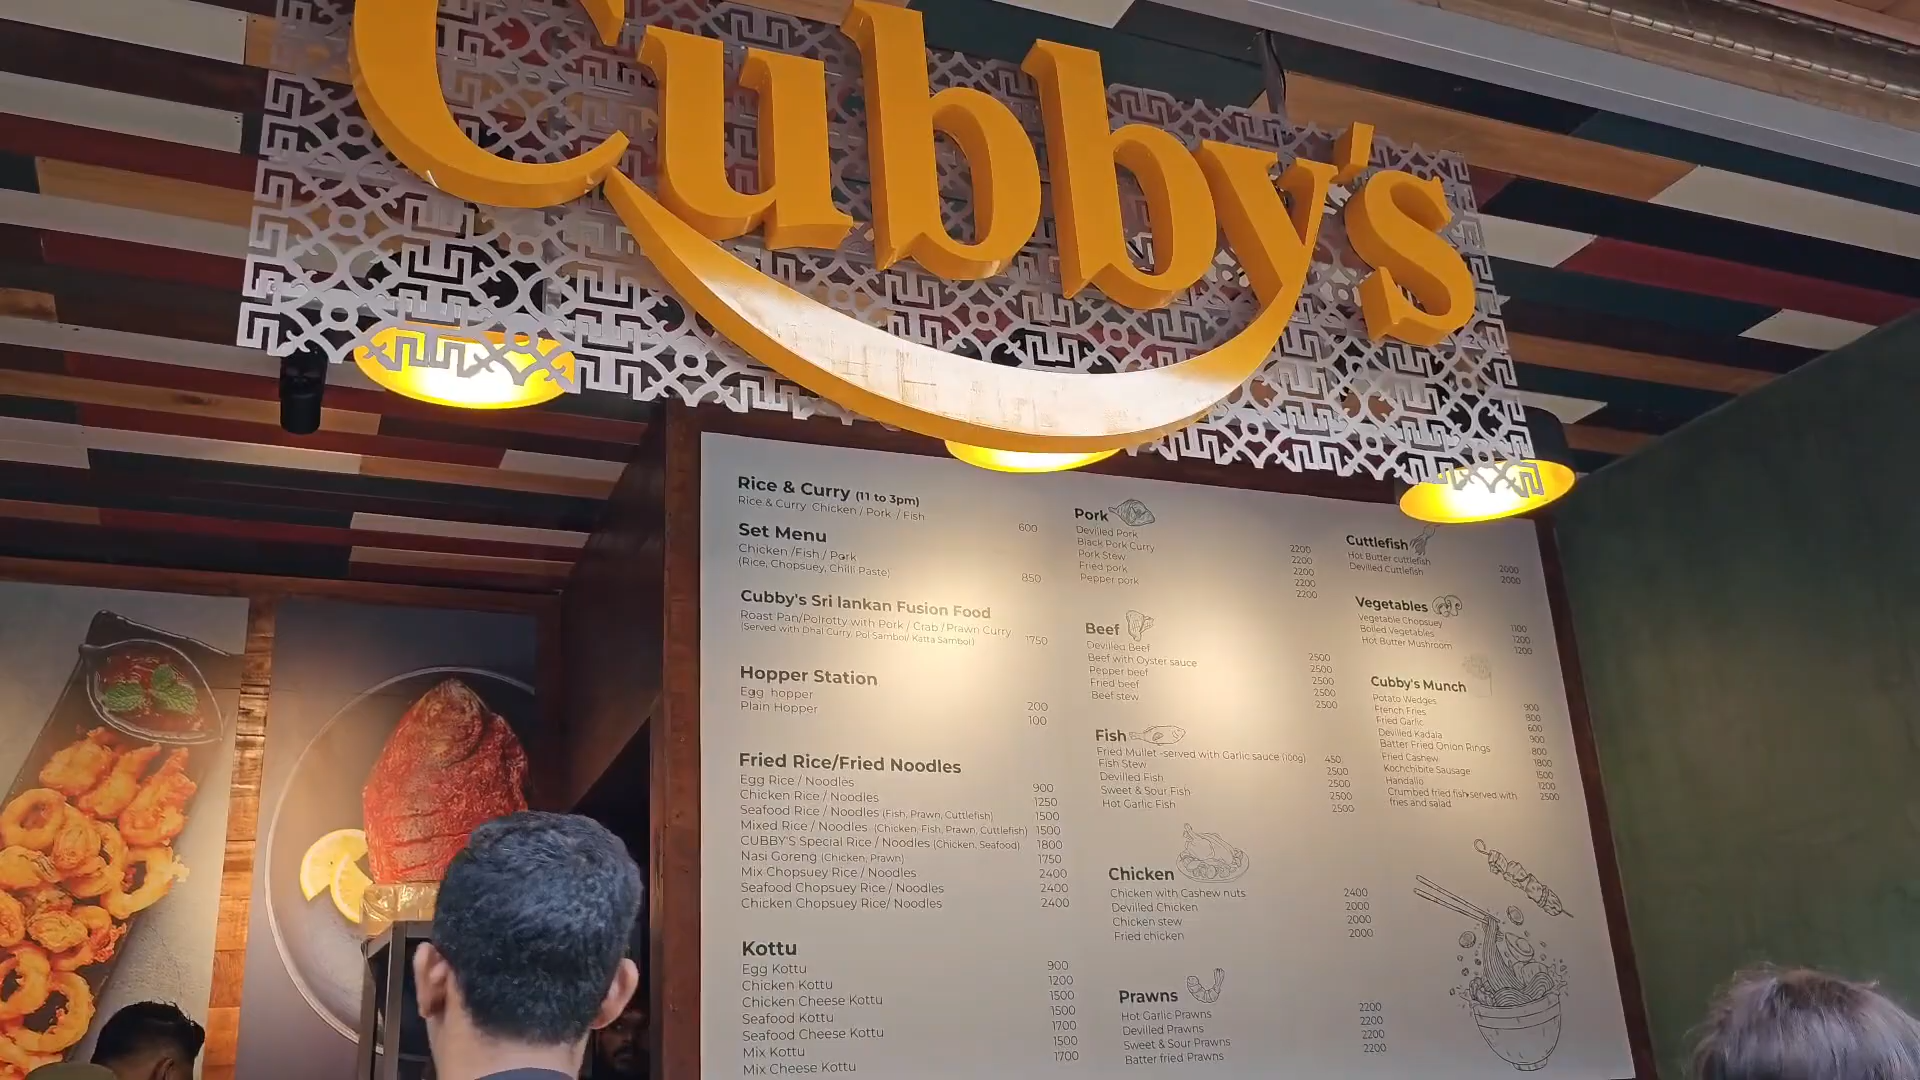 Cubby's
Rice & Curry (11 to 3pm)
Rice & Curry Chicken / Pork / Fish 600
Set Menu
Chicken /Fish / Pork
(Rice, Chopsuey, Chilli Paste) 850
Cubby's Sri lankan Fusion Food
Roast Pan/Polrotty with Pork / Crab / Prawn Curry
(Served with Dhal Curry, Pol Sambol/ Katta Sambol) 1750
Hopper Station
Egg hopper 200
Plain Hopper 100
Fried Rice/Fried Noodles
Egg Rice / Noodles 900
Chicken Rice / Noodles 1250
Seafood Rice / Noodles (Fish, Prawn, Cuttlefish) 1500
Mixed Rice / Noodles (Chicken, Fish, Prawn, Cuttlefish) 1500
CUBBY'S Special Rice / Noodles (Chicken, Seafood) 1800
Nasi Goreng (Chicken, Prawn) 1750
Mix Chopsuey Rice / Noodles 2400
Seafood Chopsuey Rice / Noodles 2400
Chicken Chopsuey Rice/ Noodles 2400
Kottu
Egg Kottu 900
Chicken Kottu 1200
Chicken Cheese Kottu 1500
Seafood Kottu 1500
Seafood Cheese Kottu 1700
Mix Kottu 1500
Mix Cheese Kottu 1700
Pork
Devilled Pork 2200
Black Pork Curry 2200
Pork Stew 2200
Fried pork 2200
Pepper pork 2200
Beef
Devilled Beef 2500
Beef with Oyster sauce 2500
Pepper beef 2500
Fried beef 2500
Beef stew 2500
Fish
Fried Mullet -served with Garlic sauce (100g) 450
Fish Stew 2500
Devilled Fish 2500
Sweet & Sour Fish 2500
Hot Garlic Fish 2500
Chicken
Chicken with Cashew nuts 2400
Devilled Chicken 2000
Chicken stew 2000
Fried chicken 2000
Prawns
Hot Garlic Prawns 2200
Devilled Prawns 2200
Sweet & Sour Prawns 2200
Batter fried Prawns 2200
Cuttlefish
Hot Butter cuttlefish 2000
Devilled Cuttlefish 2000
Vegetables
Vegetable Chopsuey 1100
Boiled Vegetables 1200
Hot Butter Mushroom 1200
Cubby's Munch
Potato Wedges 900
French Fries 800
Fried Garlic 600
Devilled Kadala 900
Batter Fried Onion Rings 800
Fried Cashew 1800
Kochchibite Sausage 1500
Handallo 1200
Crumbed fried fish served with 2500
fries and salad